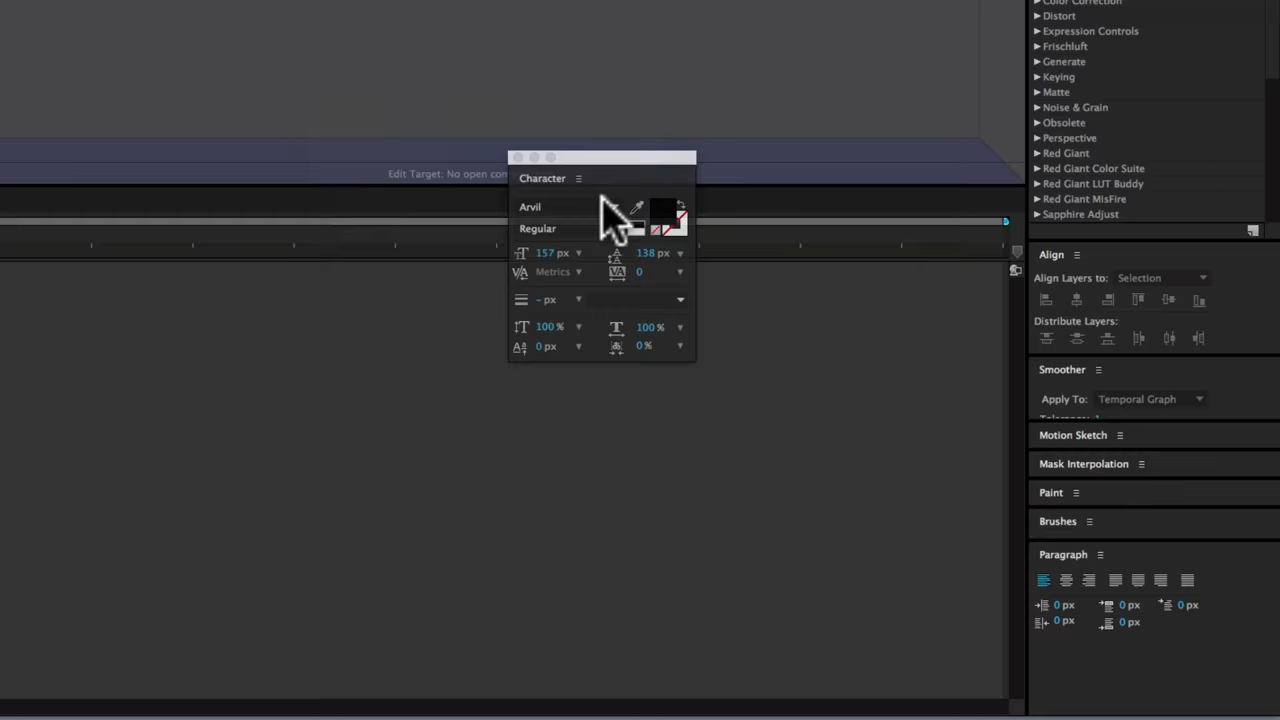 Color Correction
Distort
Expression Controls
Frischluft
Generate
Keying
Matte
Noise & Grain
Obsolete
Perspective
Red Giant
Red Giant Color Suite
Red Giant LUT Buddy
Red Giant MisFire
Sapphire Adjust
Edit Target: No open com
Character
Arvil
Regular
157 px
138 px
Metrics
0
- px
100 %
100 %
0 px
0 %
Align
Align Layers to: Selection
Distribute Layers:
Smoother
Apply To: Temporal Graph
Motion Sketch
Mask Interpolation
Paint
Brushes
Paragraph
0 px
0 px
0 px
0 px
0 px